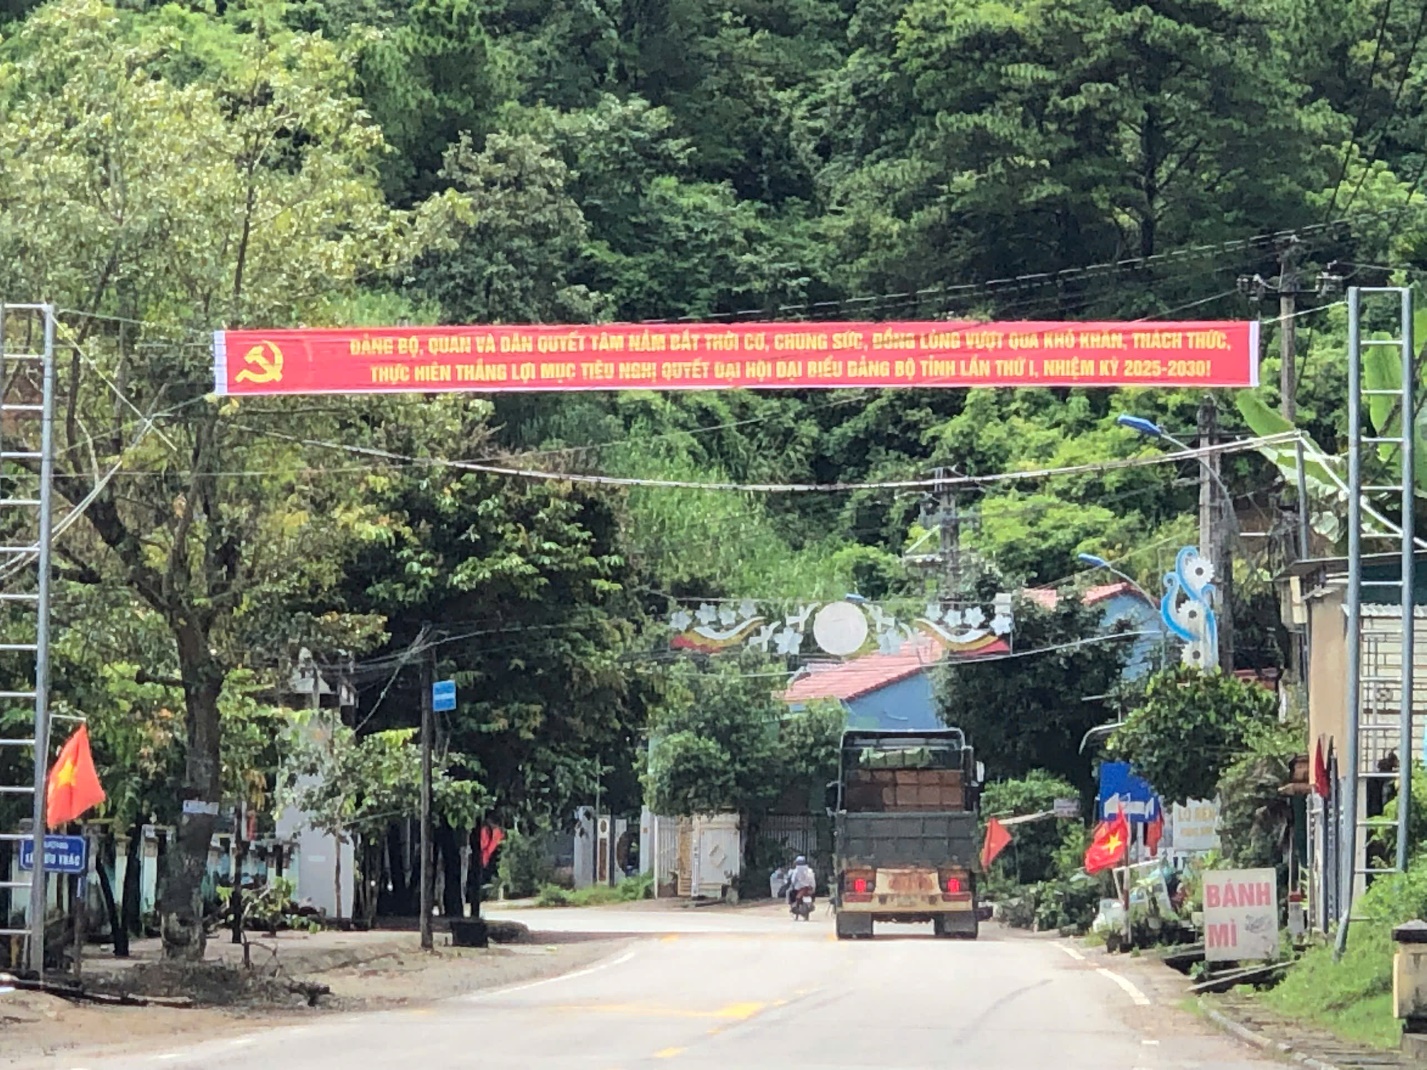 ĐẢNG BỘ, QUÂN VÀ DÂN QUYẾT TÂM NẮM BẮT THỜI CƠ, CHUNG SỨC, ĐỒNG LÒNG VƯỢT QUA KHÓ KHĂN, THÁCH THỨC,
THỰC HIỆN THẮNG LỢI MỤC TIÊU NGHỊ QUYẾT ĐẠI HỘI ĐẠI BIỂU ĐẢNG BỘ TỈNH LẦN THỨ I, NHIỆM KỲ 2025-2030!
BÁNH
MÌ